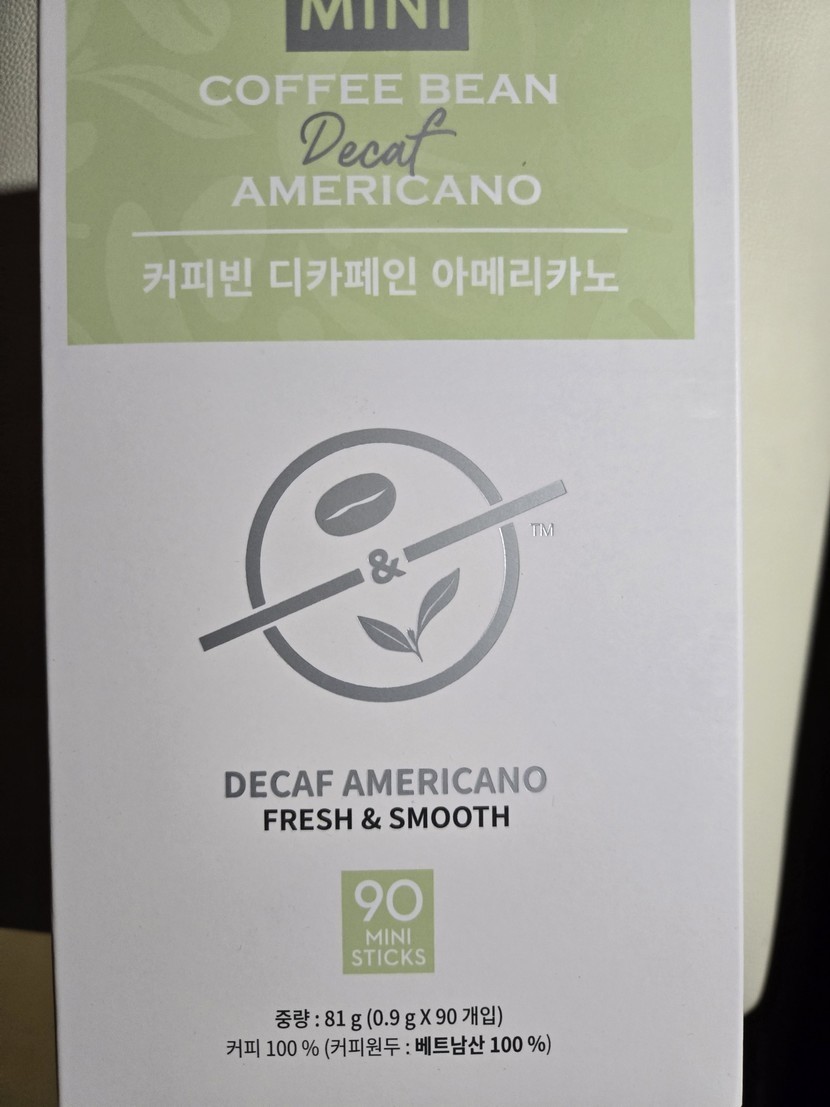 MINI
COFFEE BEAN
Decaf
AMERICANO
커피빈 디카페인 아메리카노
&
TM
DECAF AMERICANO
FRESH & SMOOTH
90
MINI
STICKS
중량 : 81 g (0.9 g X 90 개입)
커피 100 % (커피원두 : 베트남산 100 %)